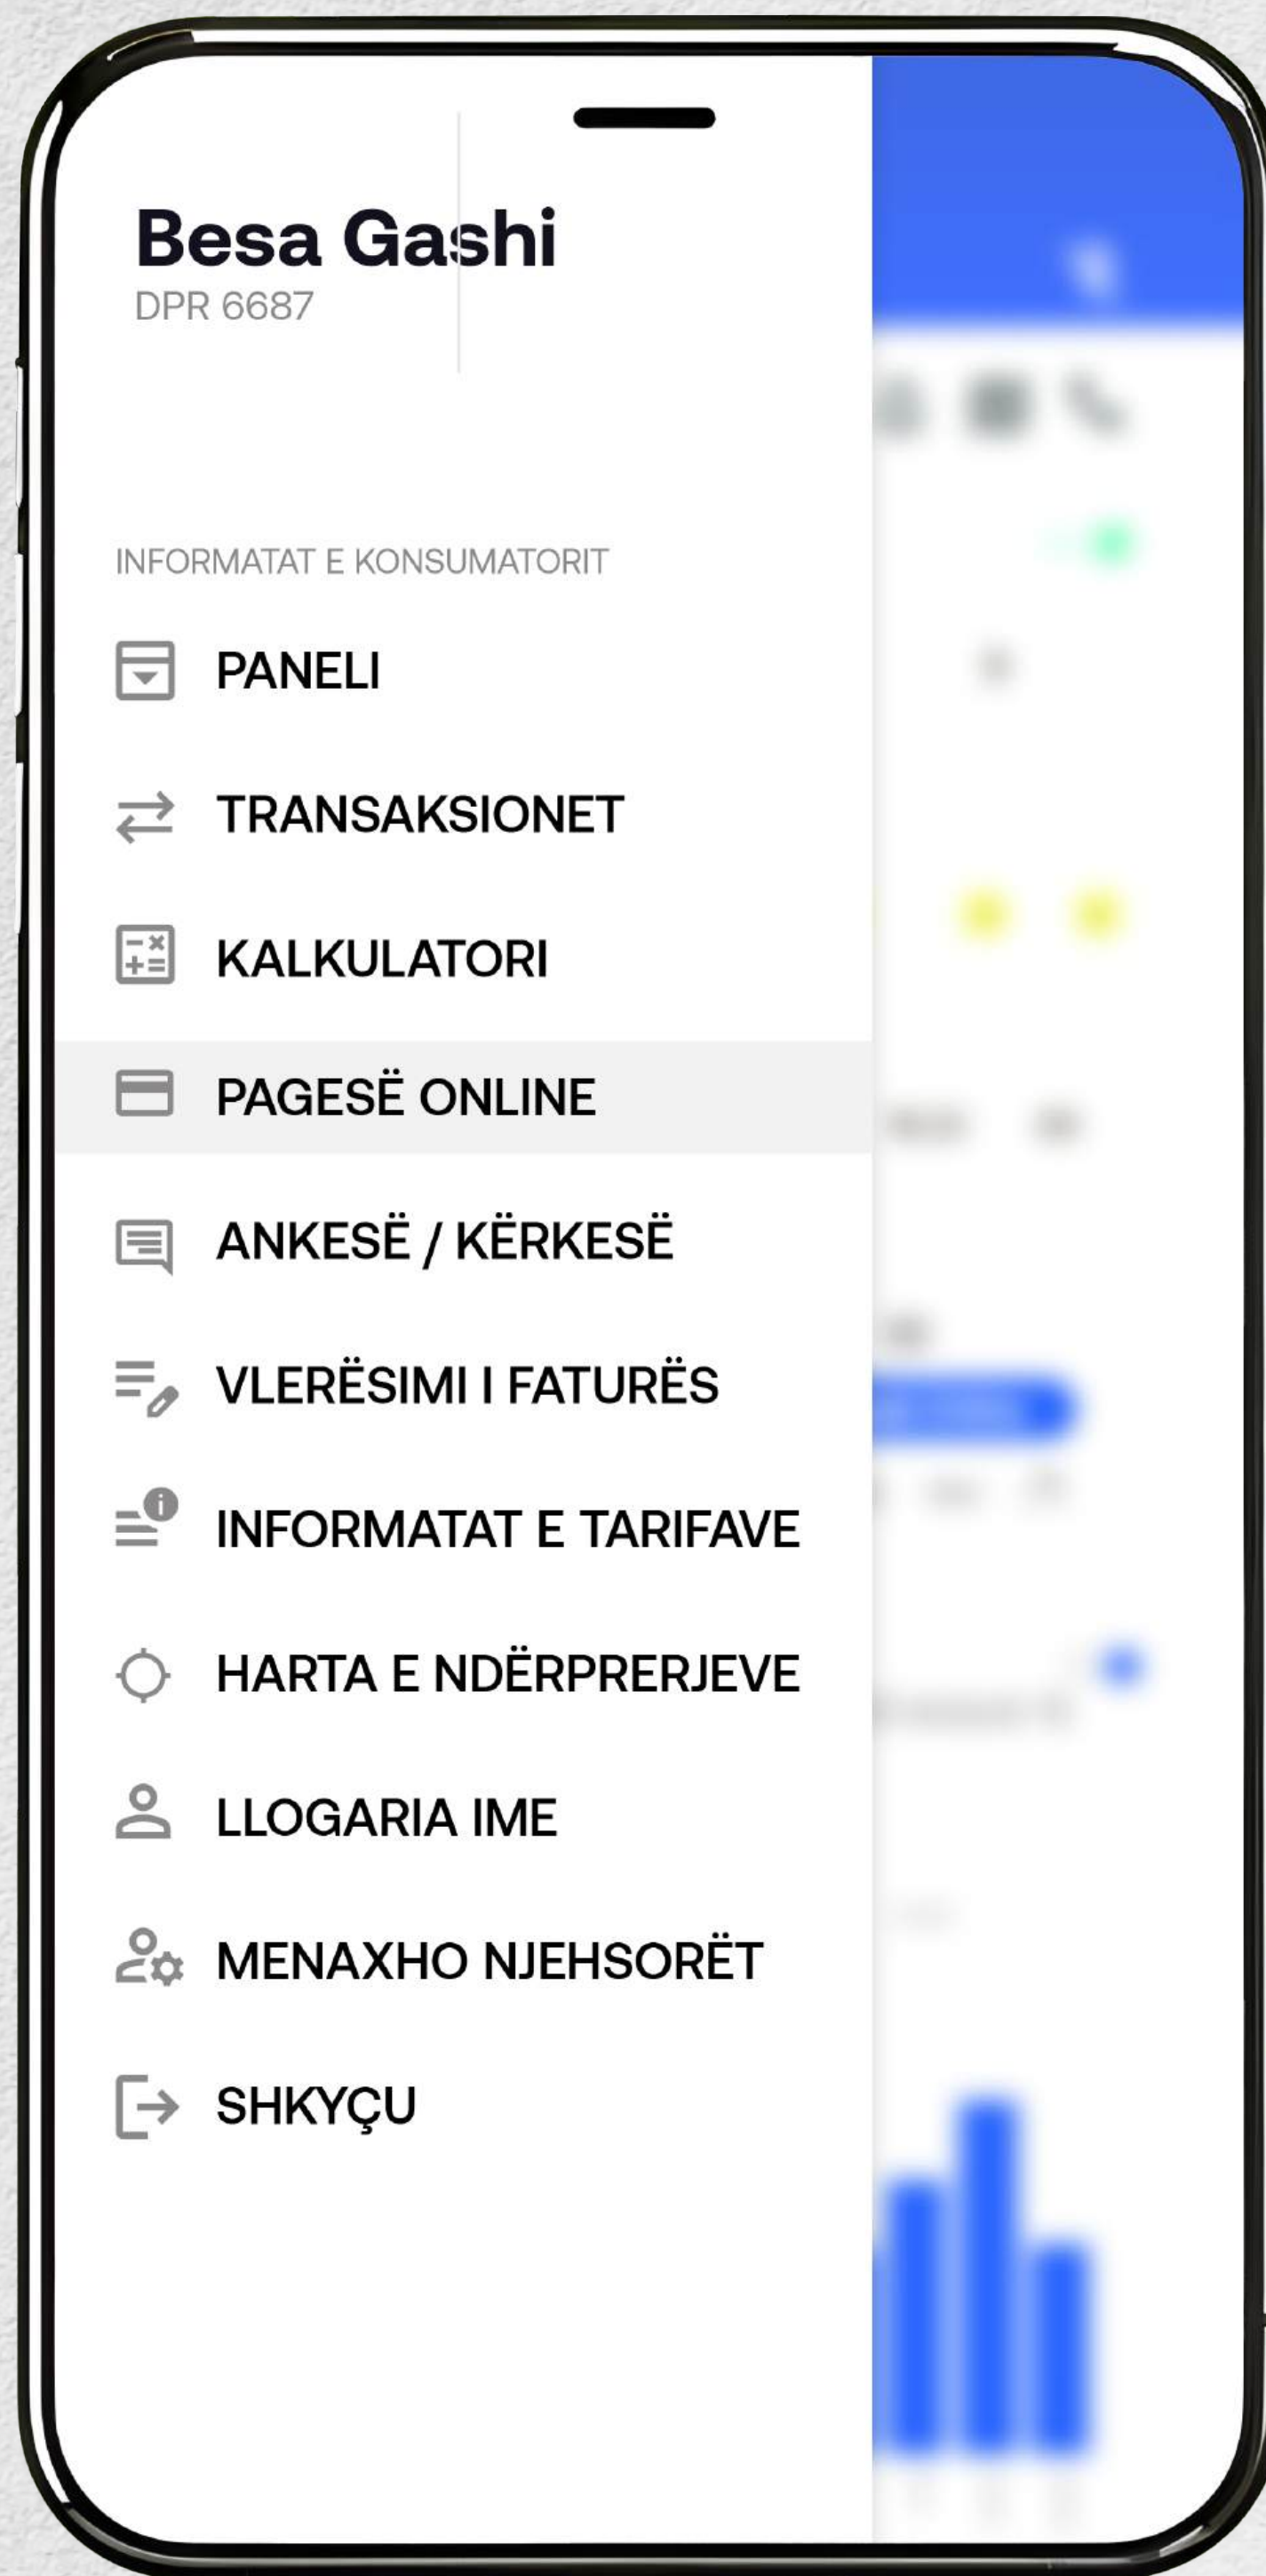 Besa Gashi
DPR 6687
INFORMATAT E KONSUMATORIT
PANELI
TRANSAKSIONET
KALKULATORI
PAGESË ONLINE
ANKESË / KËRKESË
VLERËSIMI I FATURËS
INFORMATAT E TARIFAVE
HARTA E NDËRPRERJEVE
LLOGARIA IME
MENAXHO NJEHSORËT
SHKYÇU